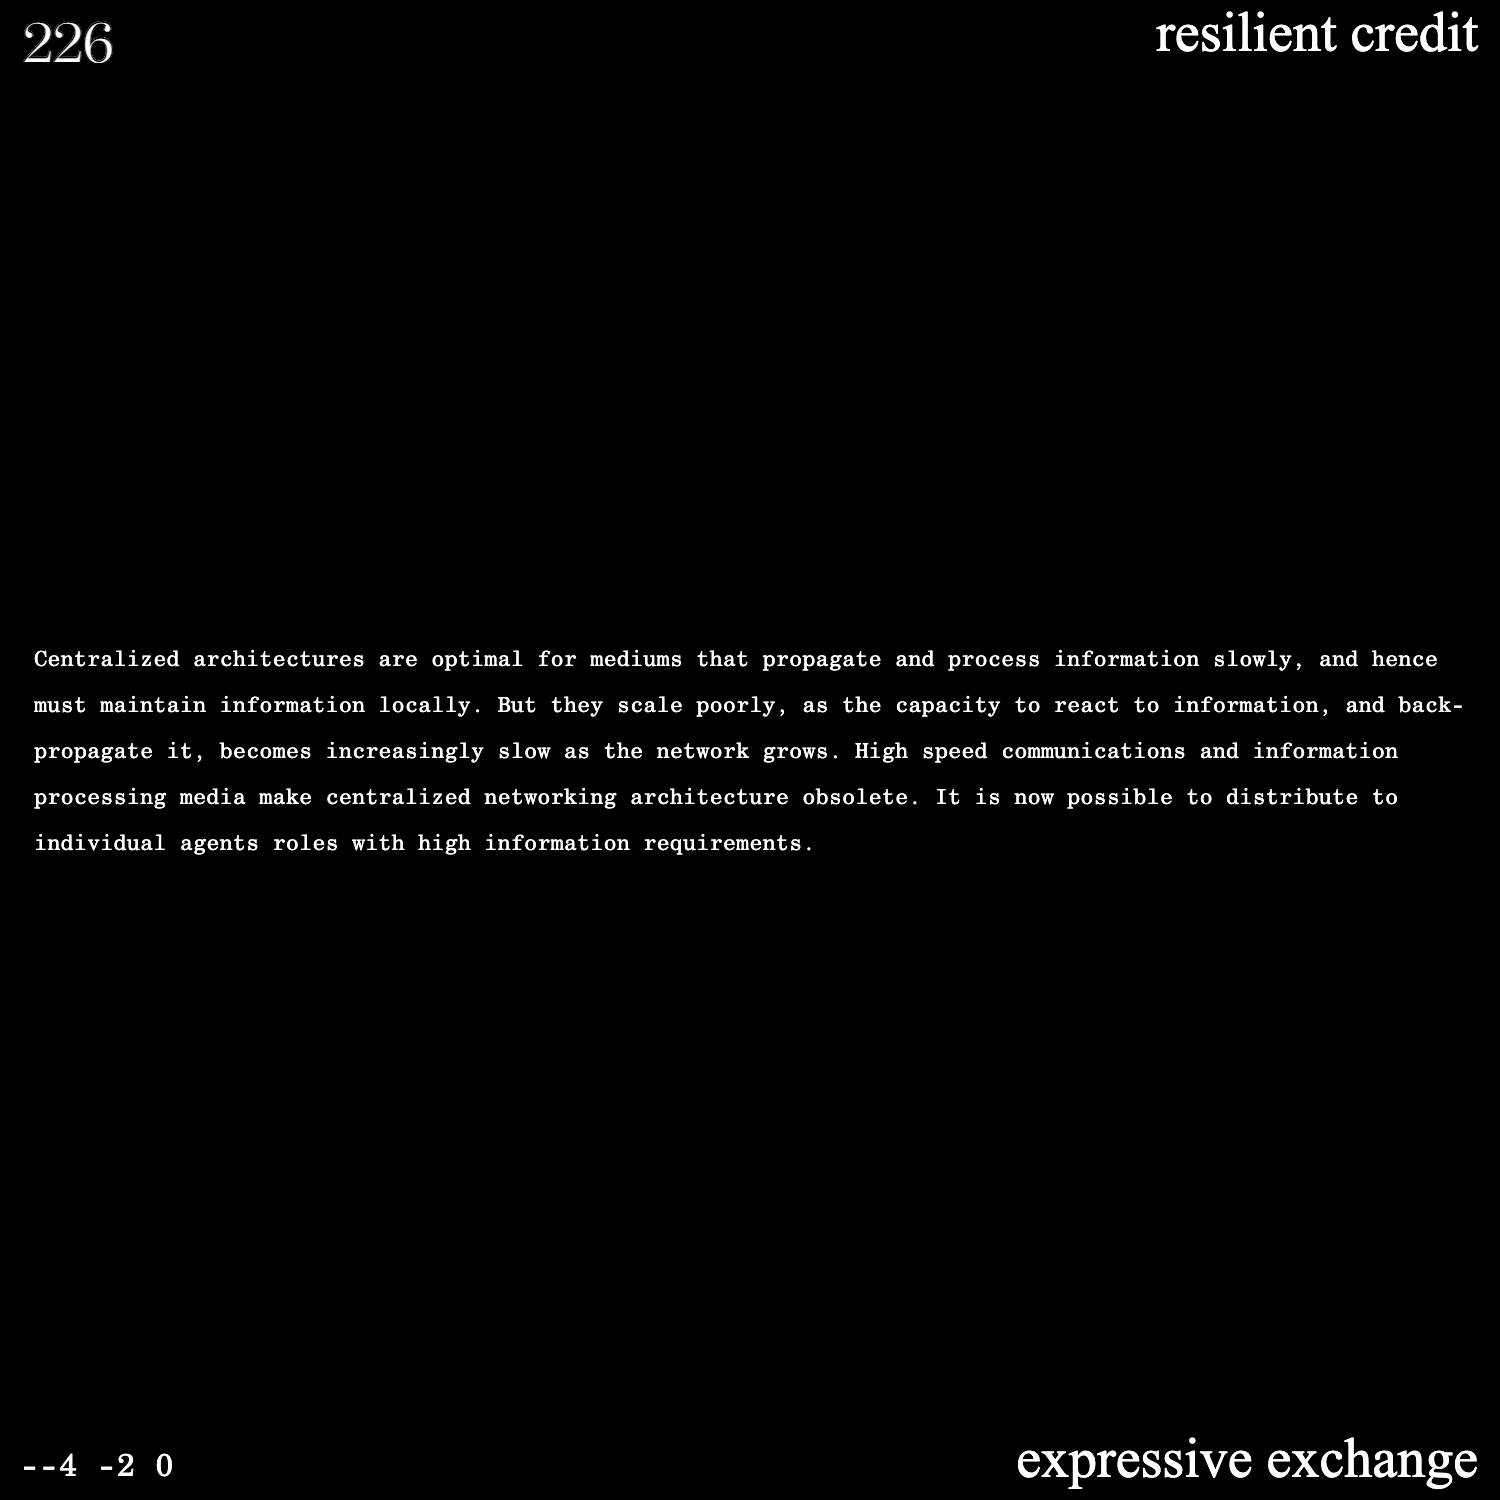 226
resilient credit
Centralized architectures are optimal for mediums that propagate and process information slowly, and hence
must maintain information locally. But they scale poorly, as the capacity to react to information, and back-
propagate it, becomes increasingly slow as the network grows. High speed communications and information
processing media make centralized networking architecture obsolete. It is now possible to distribute to
individual agents roles with high information requirements.
--4 -2 0
expressive exchange